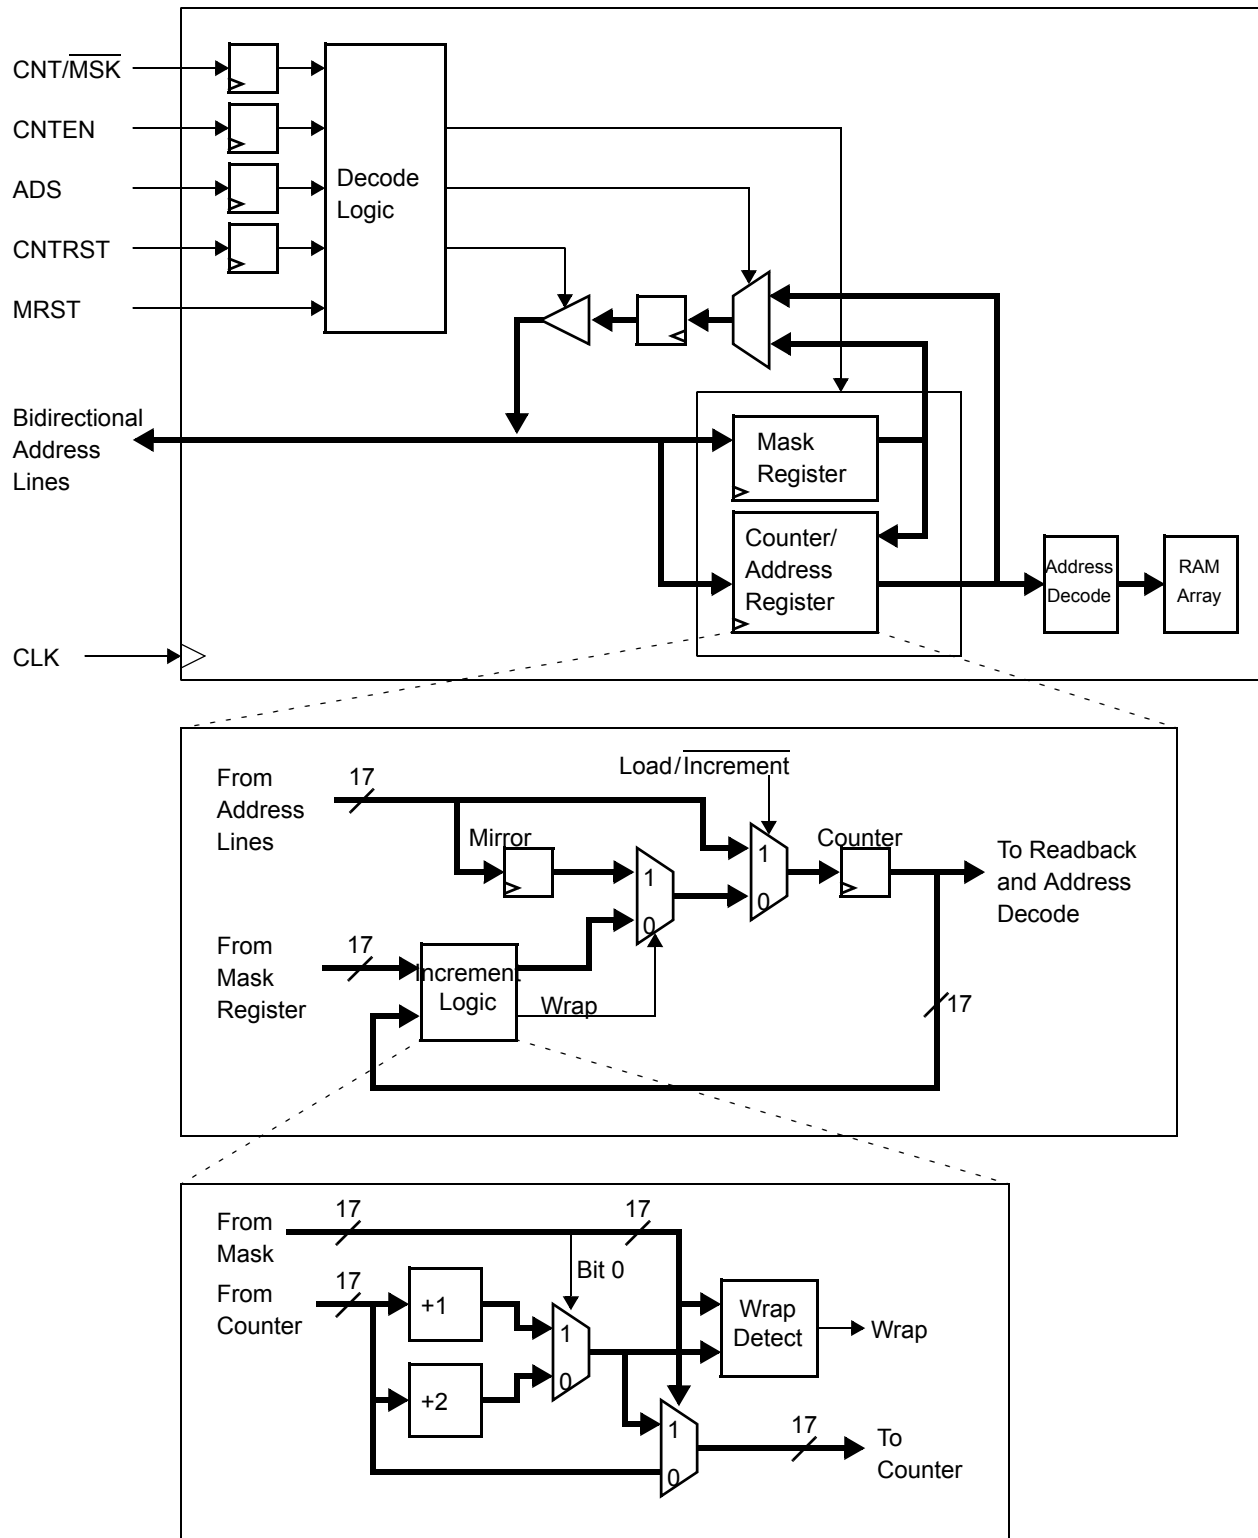 CNT/MSK
CNTEN
ADS
CNTRST
MRST
Decode
Logic
Bidirectional
Address
Lines
Mask
Register
Counter/
Address
Register
Address
Decode
RAM
Array
CLK
From
Address
Lines
17
Load/Increment
Mirror
1
0
1
0
Counter
To Readback
and Address
Decode
From
Mask
Register
17
Increment
Logic
Wrap
17
From
Mask
17
17
Bit 0
From
Counter
17
+1
+2
1
0
Wrap
Detect
Wrap
1
0
17
To
Counter